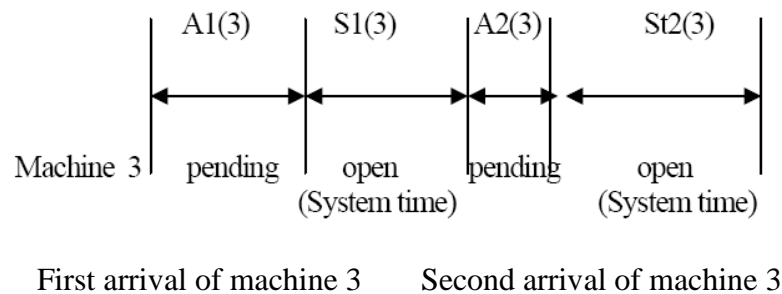 A1(3) S1(3) A2(3) St2(3)
Machine 3 pending open pending open
(System time) (System time)
First arrival of machine 3 Second arrival of machine 3